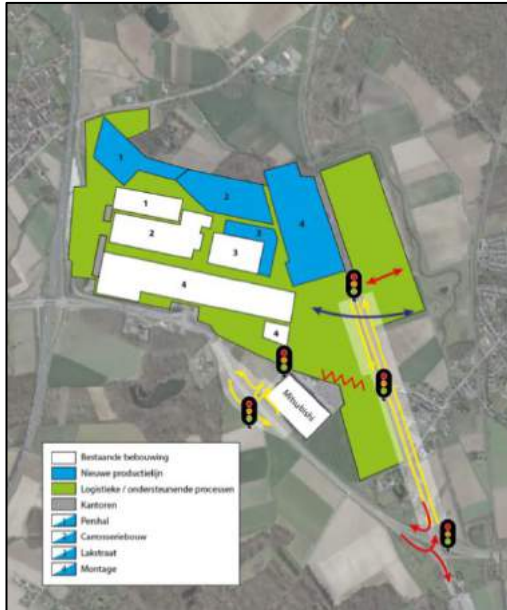 1
2
4
1
2
3
3
4
4
Mitsubishi
Bestaande bebouwing
Nieuwe productielijn
Logistieke / ondersteunende processen
Kantoren
Pershal
Carrosseriebouw
Lakstraat
Montage